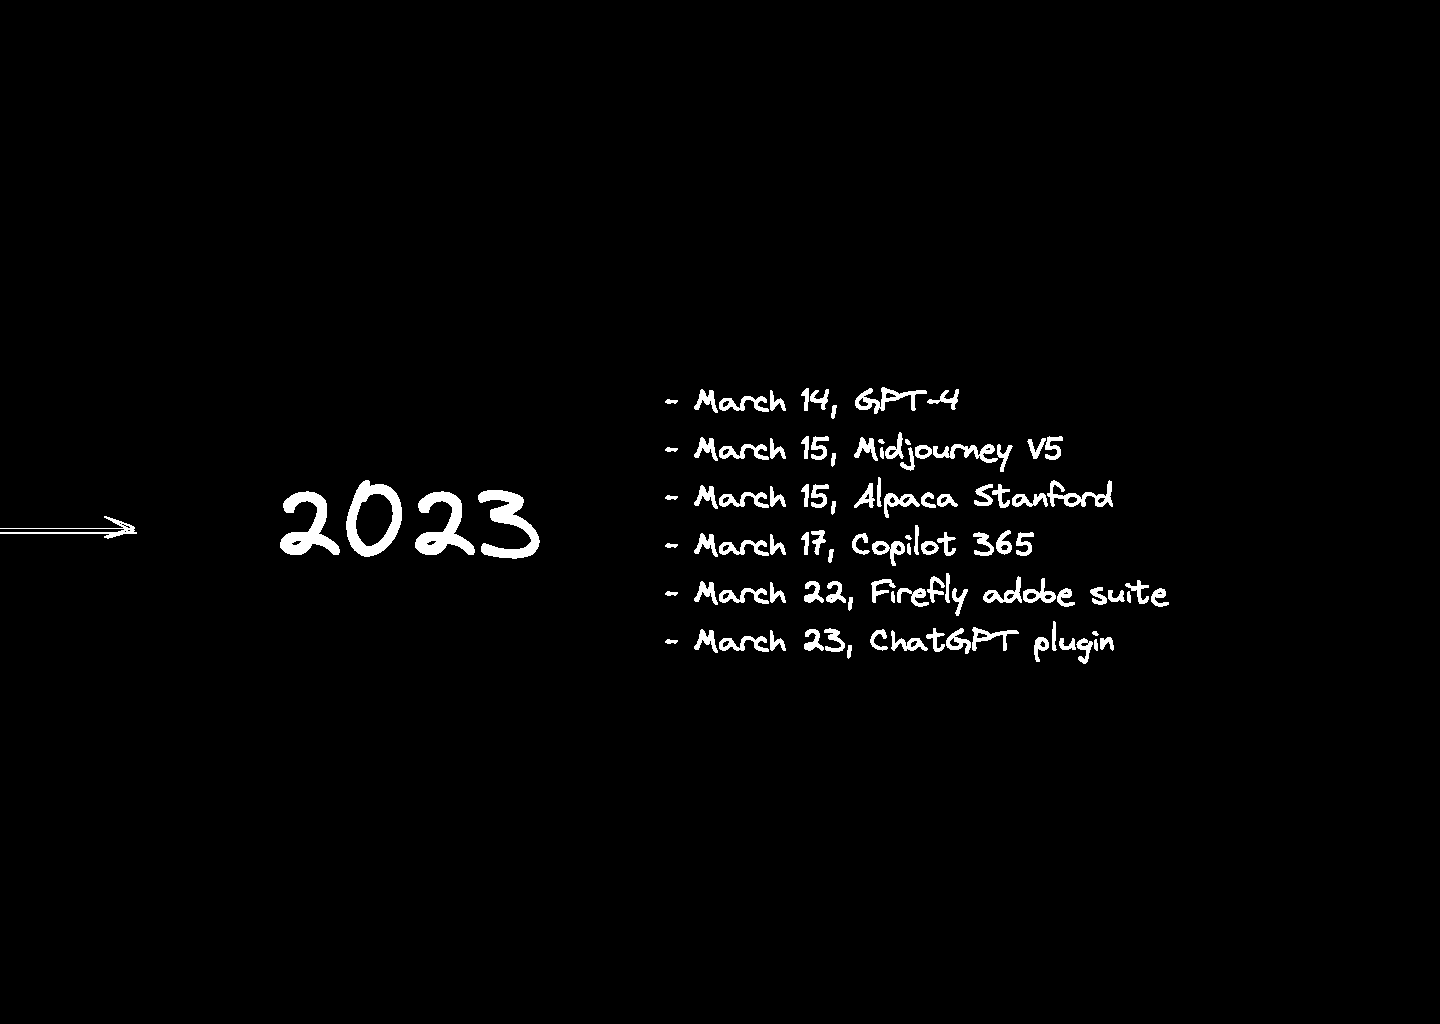 2023
- March 14, GPT-4
- March 15, Midjourney V5
- March 15, Alpaca Stanford
- March 17, Copilot 365
- March 22, Firefly adobe suite
- March 23, ChatGPT plugin